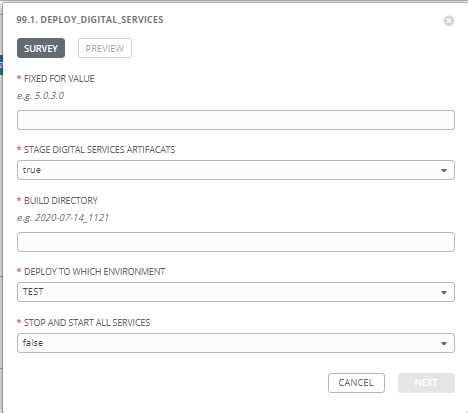 99.1. DEPLOY_DIGITAL_SERVICES
SURVEY PREVIEW
* FIXED FOR VALUE
e.g. 5.0.3.0
* STAGE DIGITAL SERVICES ARTIFACATS
true
* BUILD DIRECTORY
e.g. 2020-07-14_1121
* DEPLOY TO WHICH ENVIRONMENT
TEST
* STOP AND START ALL SERVICES
false
CANCEL NEXT